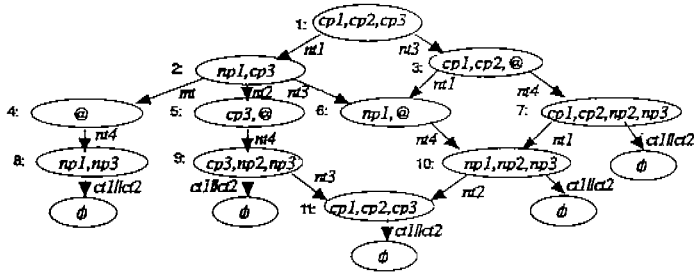 1: cp1,cp2,cp3
nt1 nt3
2: np1,cp3
3: cp1,cp2,@
nt nt2 nt3 nt1 nt4
4: @
5: cp3,@
6: np1,@
7: cp1,cp2,np2,np3
nt4 nt4 nt4 nt1 ct1//ct2
8: np1,np3
9: cp3,np2,np3
10: np1,np2,np3
ϕ
ct1//ct2 ct1//ct2 nt3 nt2 ct1//ct2
ϕ ϕ
11: cp1,cp2,cp3
ϕ
ct1//ct2
ϕ